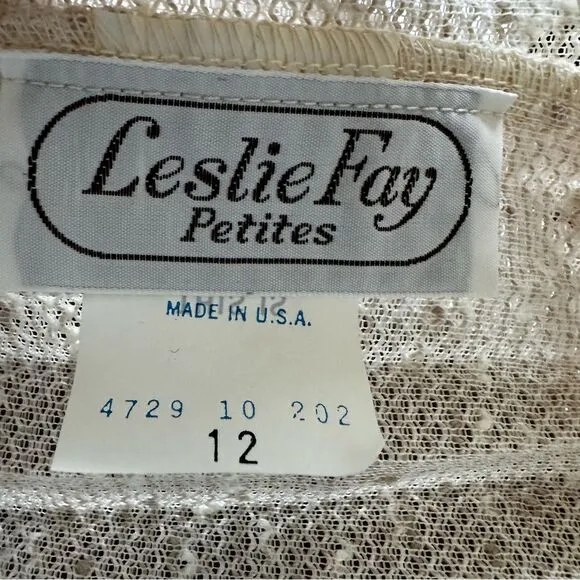 Leslie Fay
Petites
MADE IN U.S.A.
4729 10 202
12